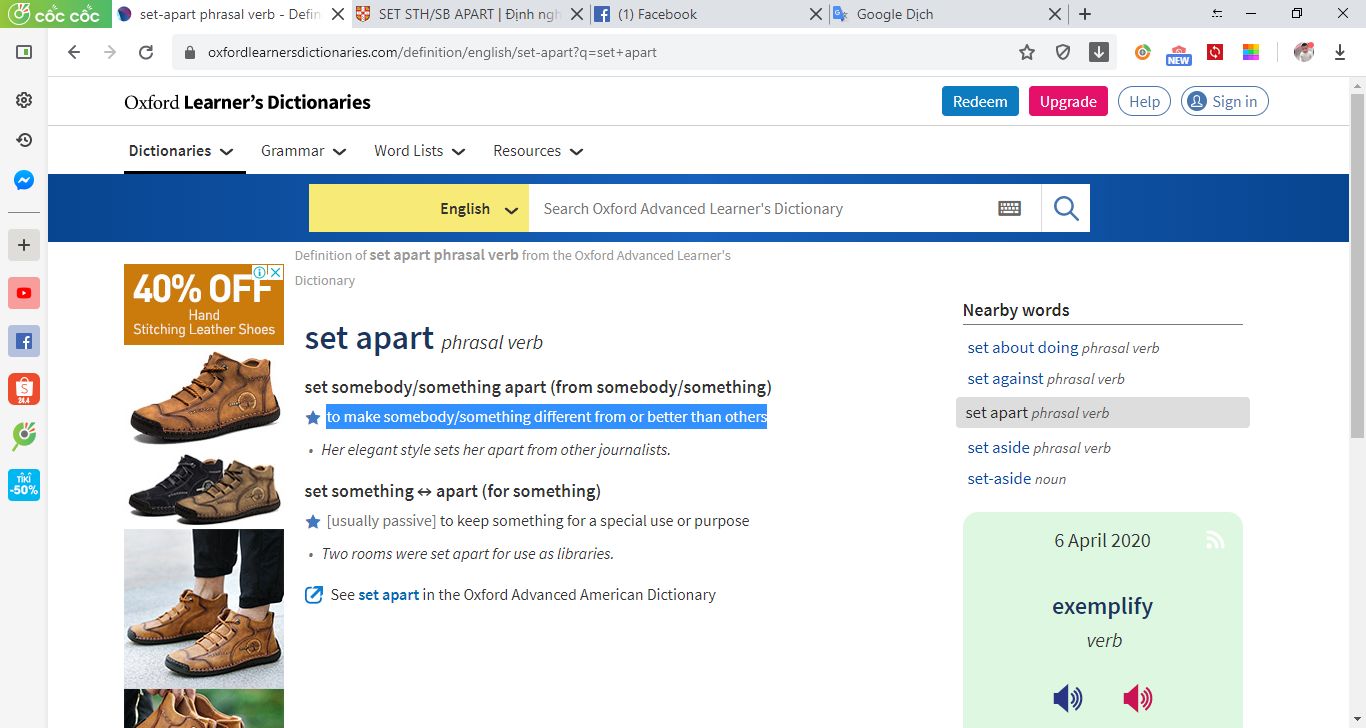 cốc cốc
set-apart phrasal verb - Defin
SET STH/SB APART | Định ngh
(1) Facebook
Google Dịch
oxfordlearnersdictionaries.com/definition/english/set-apart?q=set+apart
NEW
Oxford Learner's Dictionaries
Redeem
Upgrade
Help
Sign in
Dictionaries
Grammar
Word Lists
Resources
English
Search Oxford Advanced Learner's Dictionary
Definition of set apart phrasal verb from the Oxford Advanced Learner's
Dictionary
40% OFF
Hand
Stitching Leather Shoes
set apart phrasal verb
set somebody/something apart (from somebody/something)
to make somebody/something different from or better than others
• Her elegant style sets her apart from other journalists.
set something ↔ apart (for something)
[usually passive] to keep something for a special use or purpose
• Two rooms were set apart for use as libraries.
See set apart in the Oxford Advanced American Dictionary
Nearby words
set about doing phrasal verb
set against phrasal verb
set apart phrasal verb
set aside phrasal verb
set-aside noun
6 April 2020
exemplify
verb
24.4
TIKI
-50%